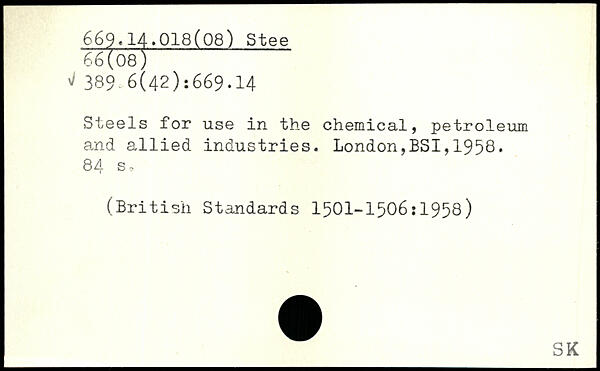 669.14.018(08) Stee
66(08)
√ 389.6(42):669.14
Steels for use in the chemical, petroleum
and allied industries. London,BSI,1958.
84 s.
(British Standards 1501-1506:1958)
SK